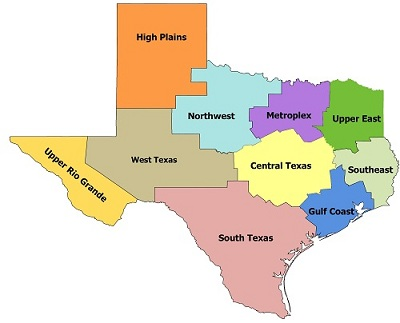 High Plains
Northwest
Metroplex
Upper East
West Texas
Central Texas
Southeast
Upper Rio Grande
Gulf Coast
South Texas